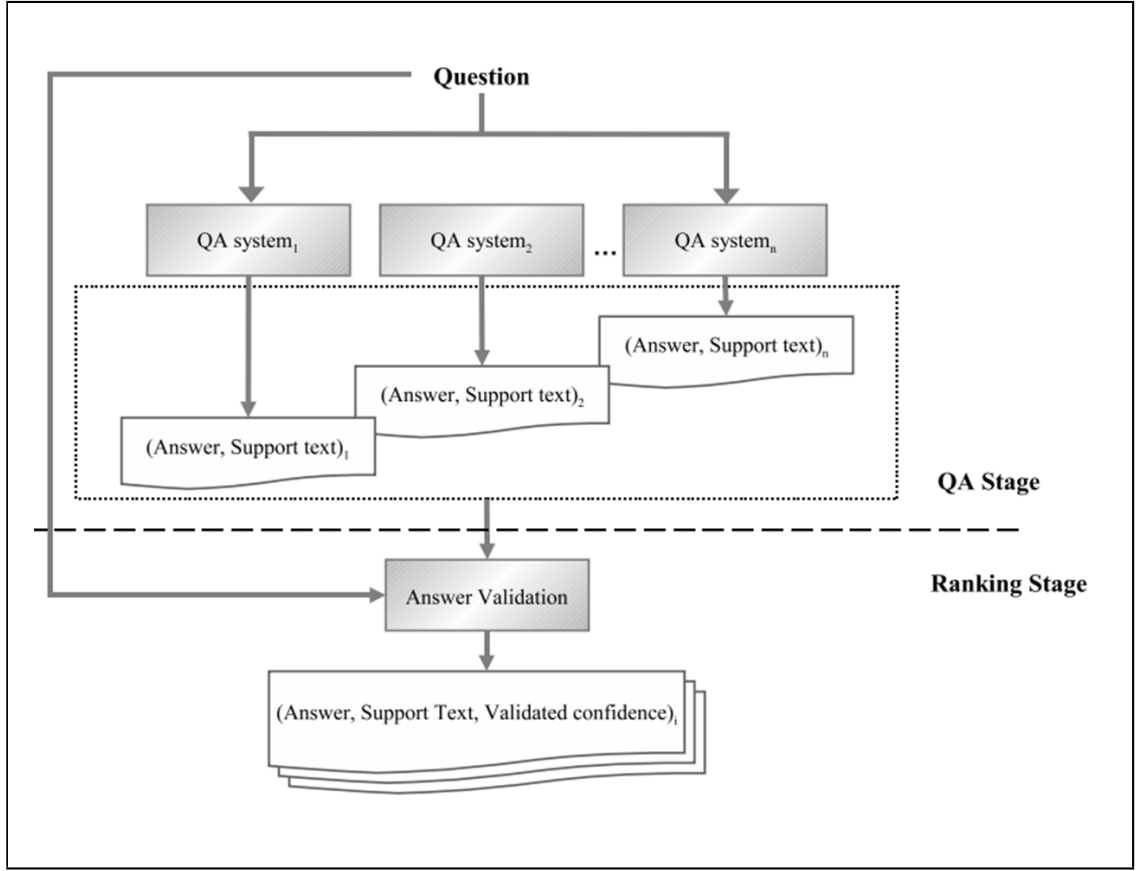 Question
QA system₁
QA system₂
...
QA systemₙ
(Answer, Support text)ₙ
(Answer, Support text)₂
(Answer, Support text)₁
QA Stage
Ranking Stage
Answer Validation
(Answer, Support Text, Validated confidence)ᵢ